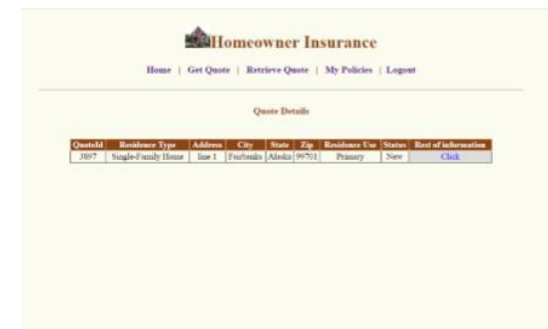 Homeowner Insurance
Home | Get Quote | Retrieve Quote | My Policies | Logout
Quote Details
QuoteId Residence Type Address City State Zip Residence Use Status Rest of information
3897 Single-Family Home line 1 Fairbanks Alaska 99701 Primary New Click